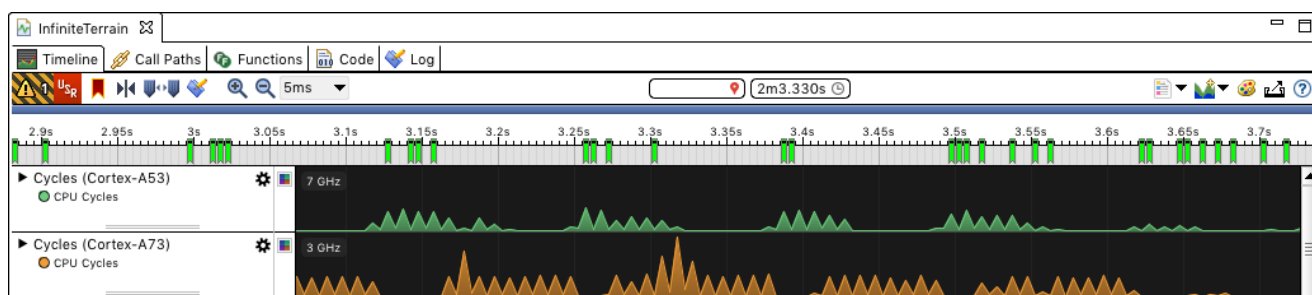 InfiniteTerrain
Timeline Call Paths Functions Code Log
1 USR 5ms 2m3.330s
2.9s 2.95s 3s 3.05s 3.1s 3.15s 3.2s 3.25s 3.3s 3.35s 3.4s 3.45s 3.5s 3.55s 3.6s 3.65s 3.7s
Cycles (Cortex-A53) 7 GHz
CPU Cycles
Cycles (Cortex-A73) 3 GHz
CPU Cycles